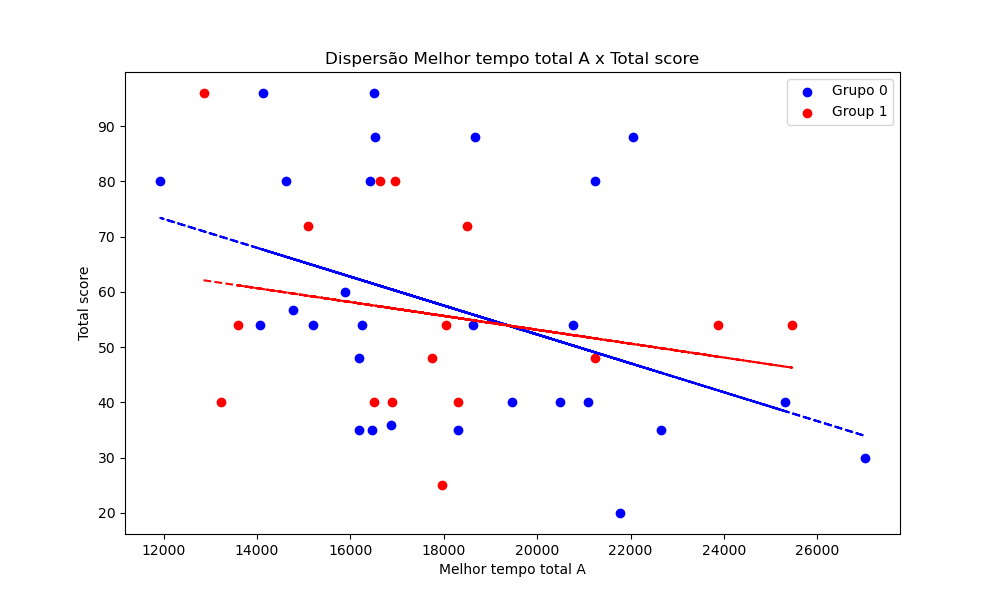 Dispersão Melhor tempo total A x Total score
Grupo 0
Group 1
Total score
90
80
70
60
50
40
30
20
12000 14000 16000 18000 20000 22000 24000 26000
Melhor tempo total A